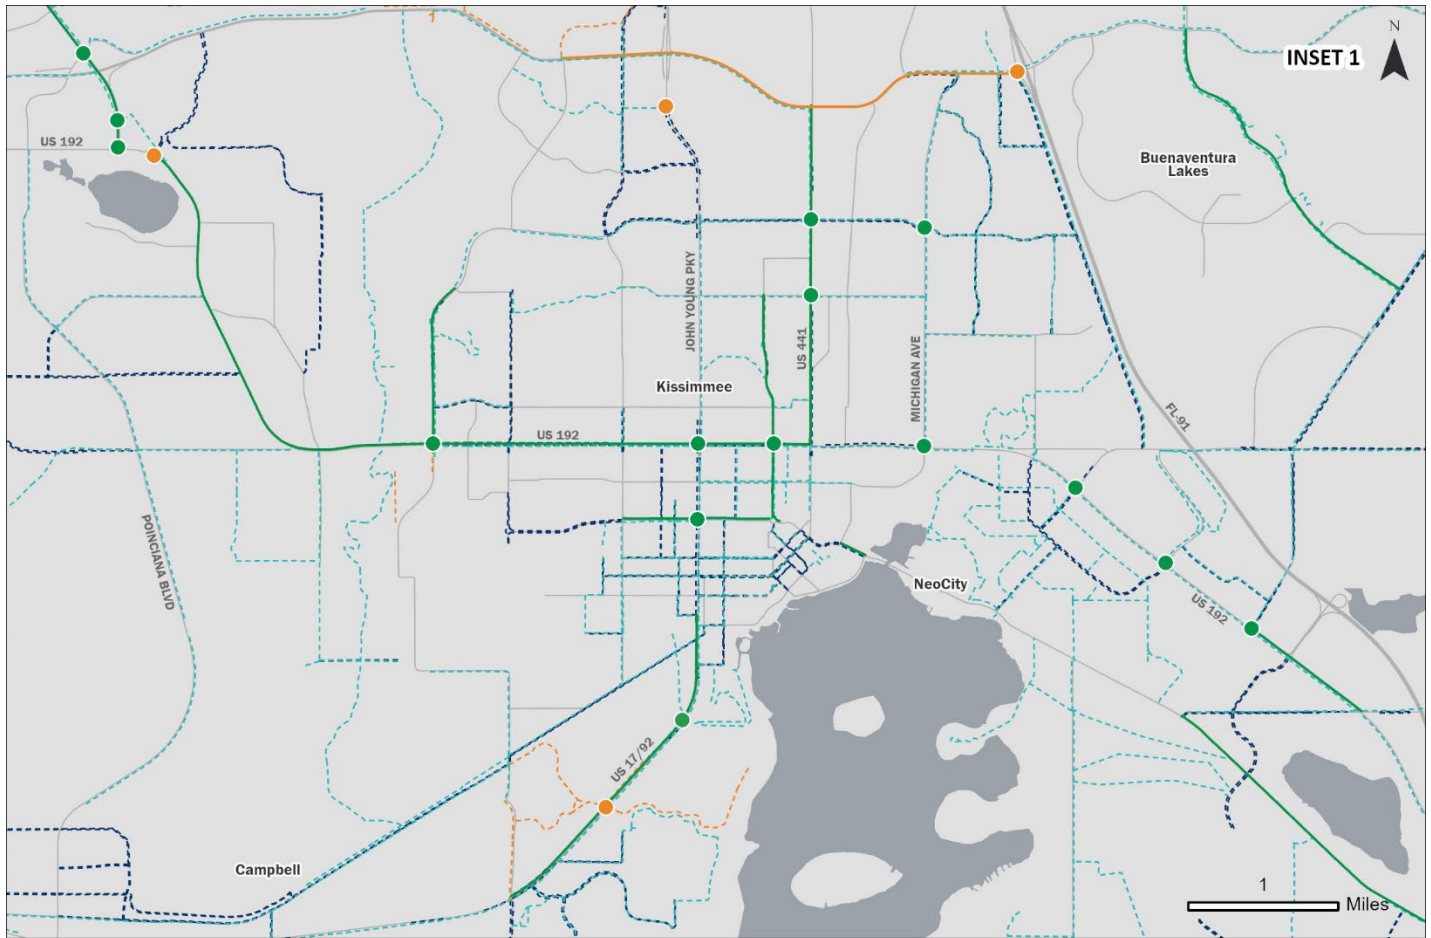 N
INSET 1
US 192
Buenaventura
Lakes
JOHN YOUNG PKY
US 441
MICHIGAN AVE
Kissimmee
US 192
FL-91
POINCIANA BLVD
NeoCity
US 192
US 17/92
Campbell
1
Miles